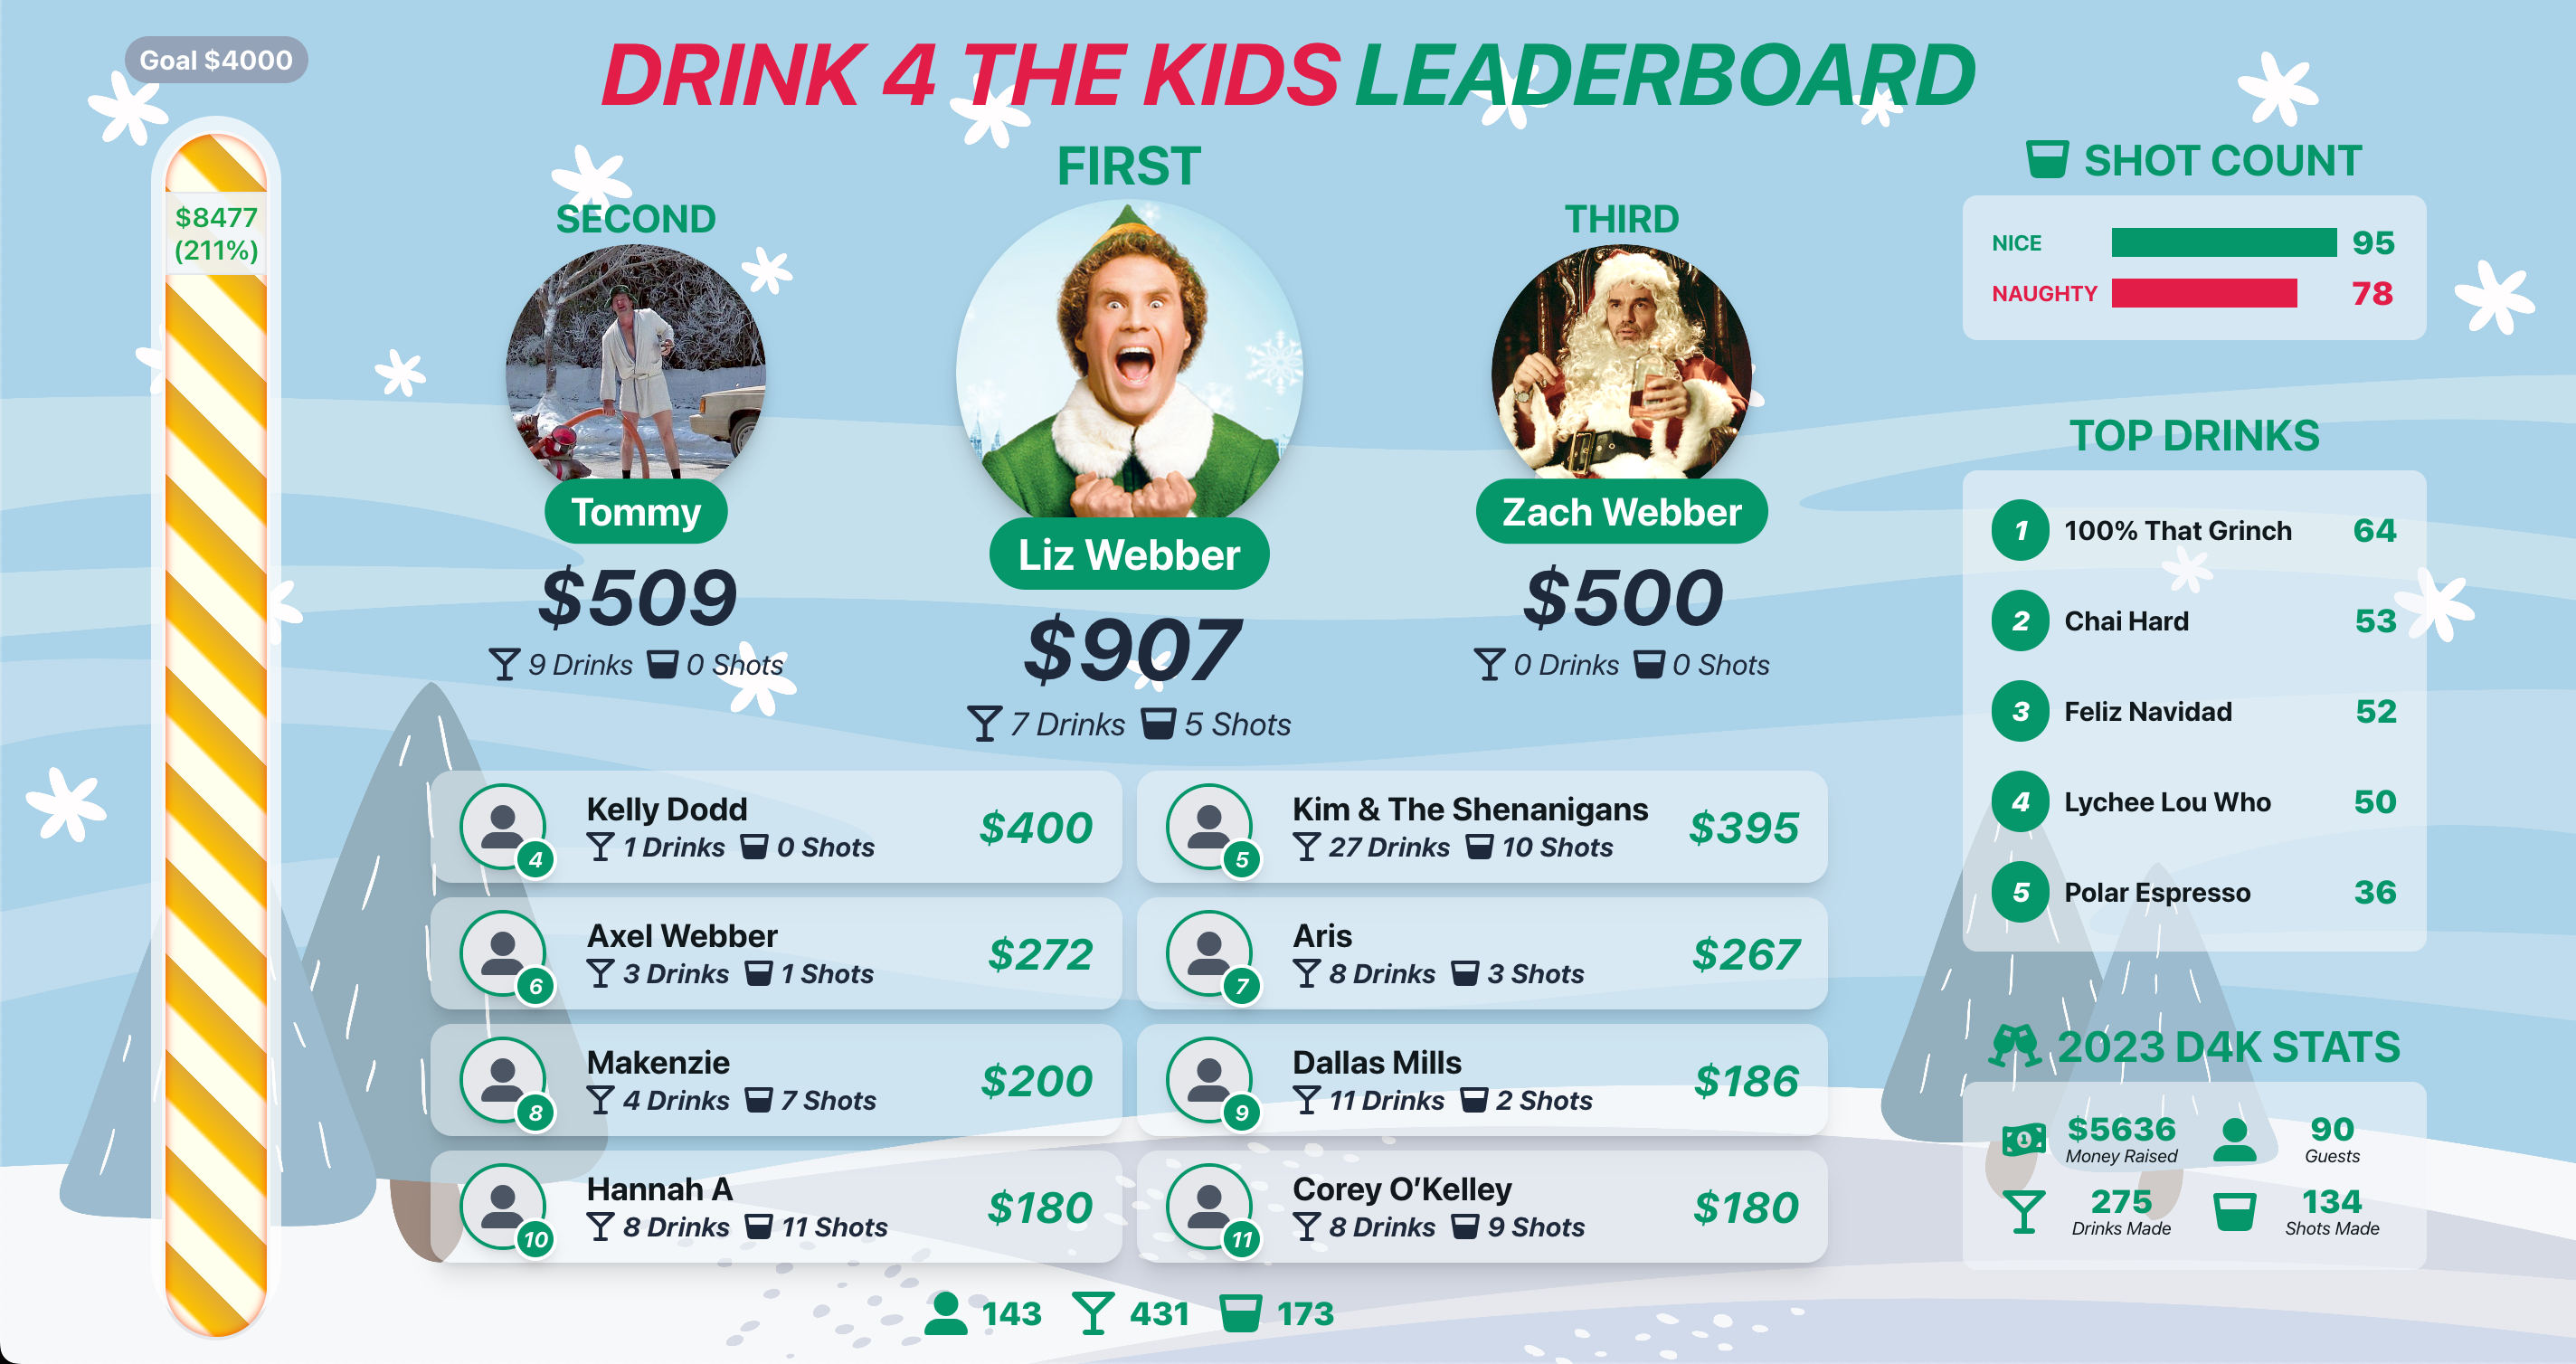 Goal $4000
$8477
(211%)
DRINK 4 THE KIDS LEADERBOARD
SECOND
Tommy
$509
9 Drinks 0 Shots
FIRST
Liz Webber
$907
7 Drinks 5 Shots
THIRD
Zach Webber
$500
0 Drinks 0 Shots
4
Kelly Dodd
1 Drinks 0 Shots
$400
5
Kim & The Shenanigans
27 Drinks 10 Shots
$395
6
Axel Webber
3 Drinks 1 Shots
$272
7
Aris
8 Drinks 3 Shots
$267
8
Makenzie
4 Drinks 7 Shots
$200
9
Dallas Mills
11 Drinks 2 Shots
$186
10
Hannah A
8 Drinks 11 Shots
$180
11
Corey O'Kelley
8 Drinks 9 Shots
$180
143 431 173
SHOT COUNT
NICE 95
NAUGHTY 78
TOP DRINKS
1 100% That Grinch 64
2 Chai Hard 53
3 Feliz Navidad 52
4 Lychee Lou Who 50
5 Polar Espresso 36
2023 D4K STATS
$5636
Money Raised
90
Guests
275
Drinks Made
134
Shots Made